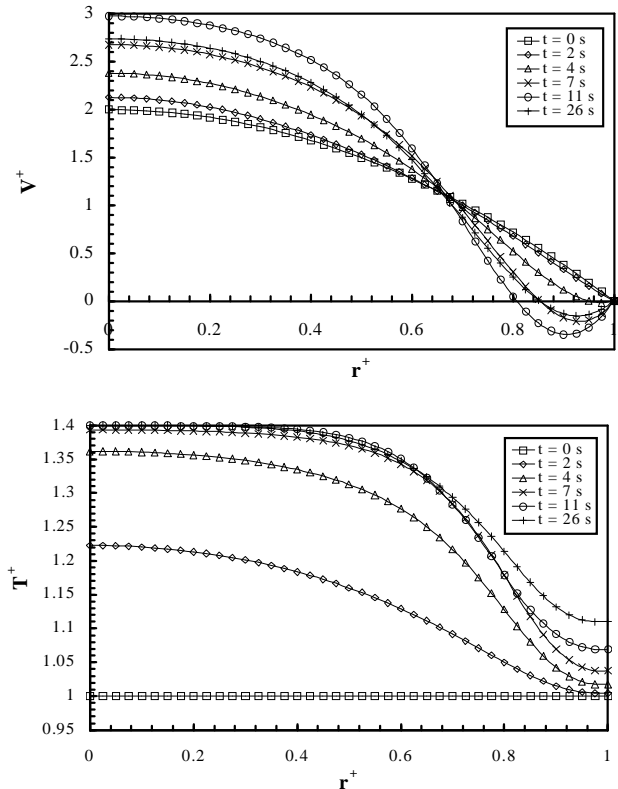 3
2.5
2
1.5
1
0.5
0
-0.5
V+
0 0.2 0.4 0.6 0.8 1
r+
t = 0 s
t = 2 s
t = 4 s
t = 7 s
t = 11 s
t = 26 s
1.4
1.35
1.3
1.25
1.2
1.15
1.1
1.05
1
0.95
T+
0 0.2 0.4 0.6 0.8 1
r+
t = 0 s
t = 2 s
t = 4 s
t = 7 s
t = 11 s
t = 26 s